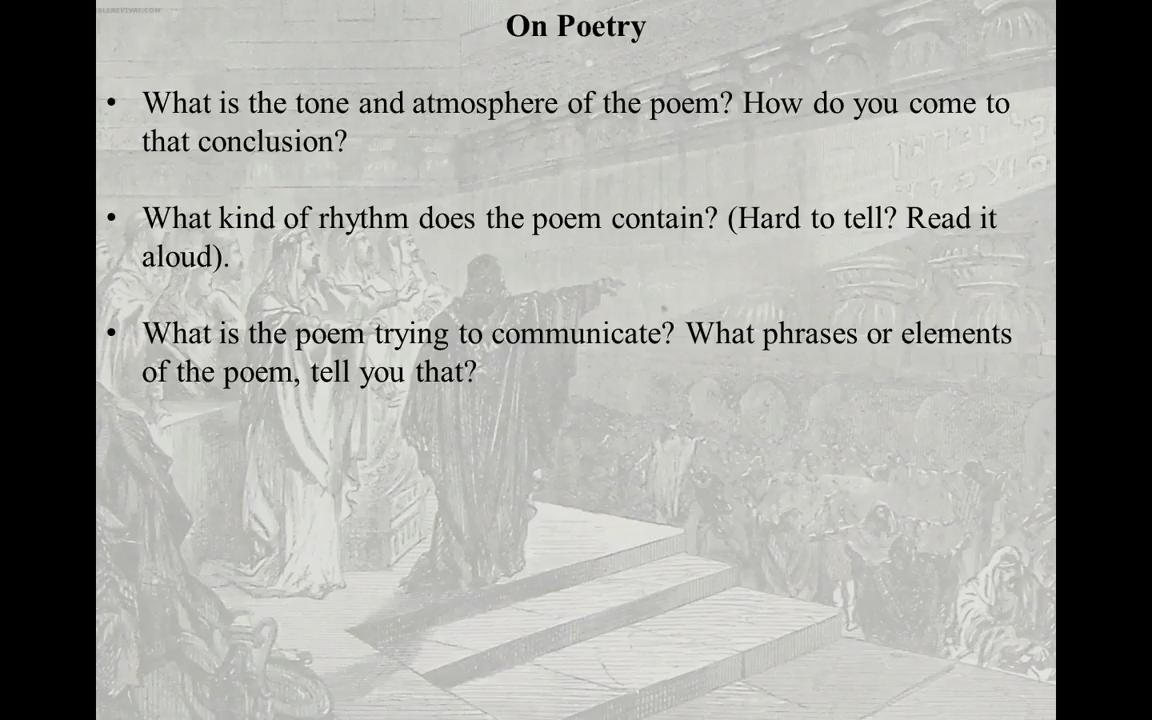 On Poetry
• What is the tone and atmosphere of the poem? How do you come to
that conclusion?
• What kind of rhythm does the poem contain? (Hard to tell? Read it
aloud).
• What is the poem trying to communicate? What phrases or elements
of the poem, tell you that?